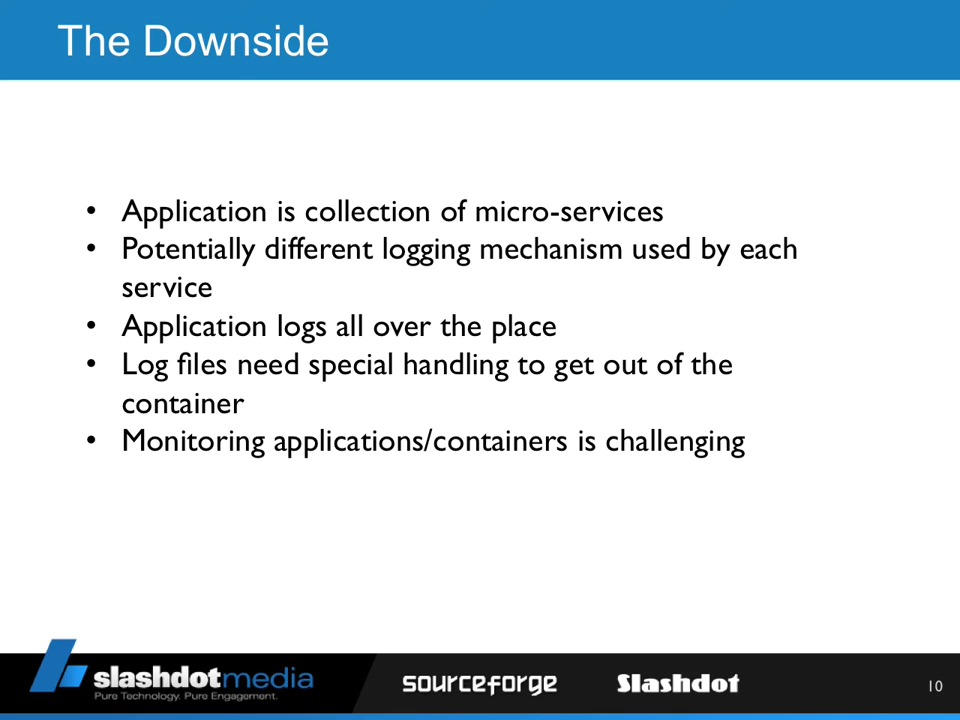 The Downside
• Application is collection of micro-services
• Potentially different logging mechanism used by each
service
• Application logs all over the place
• Log files need special handling to get out of the
container
• Monitoring applications/containers is challenging
slashdotmedia
Pure Technology. Pure Engagement.
sourceforge
Slashdot
10